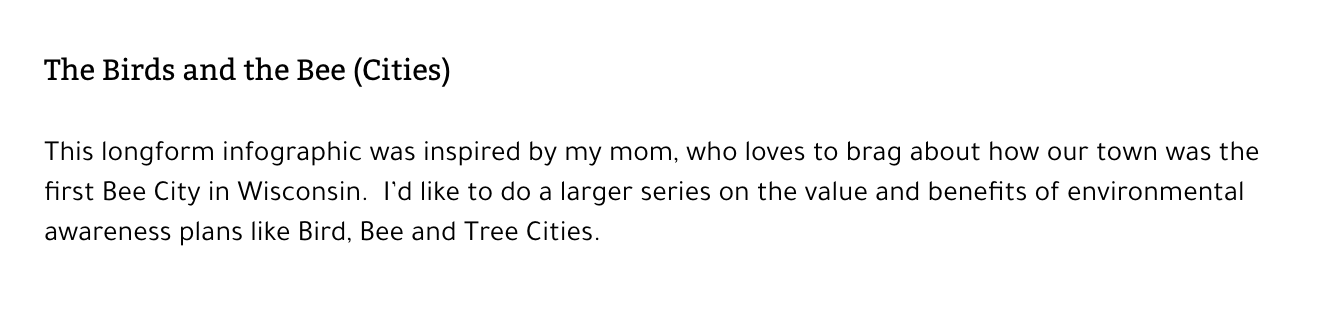 The Birds and the Bee (Cities)
This longform infographic was inspired by my mom, who loves to brag about how our town was the
first Bee City in Wisconsin.  I’d like to do a larger series on the value and benefits of environmental
awareness plans like Bird, Bee and Tree Cities.